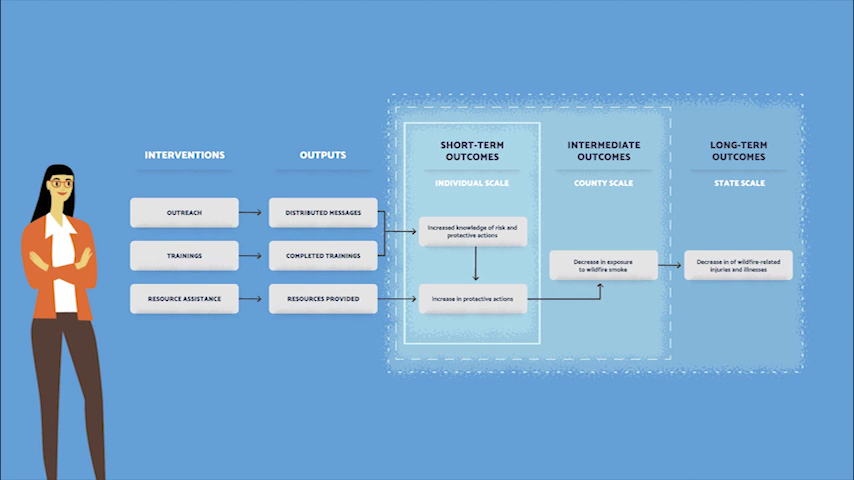 INTERVENTIONS
OUTPUTS
SHORT-TERM
OUTCOMES
INTERMEDIATE
OUTCOMES
LONG-TERM
OUTCOMES
INDIVIDUAL SCALE
COUNTY SCALE
STATE SCALE
OUTREACH
DISTRIBUTED MESSAGES
Increased knowledge of risk and
protective actions
TRAININGS
COMPLETED TRAININGS
Decrease in exposure
to wildfire smoke
Decrease in of wildfire-related
injuries and illnesses
RESOURCE ASSISTANCE
RESOURCES PROVIDED
Increase in protective actions